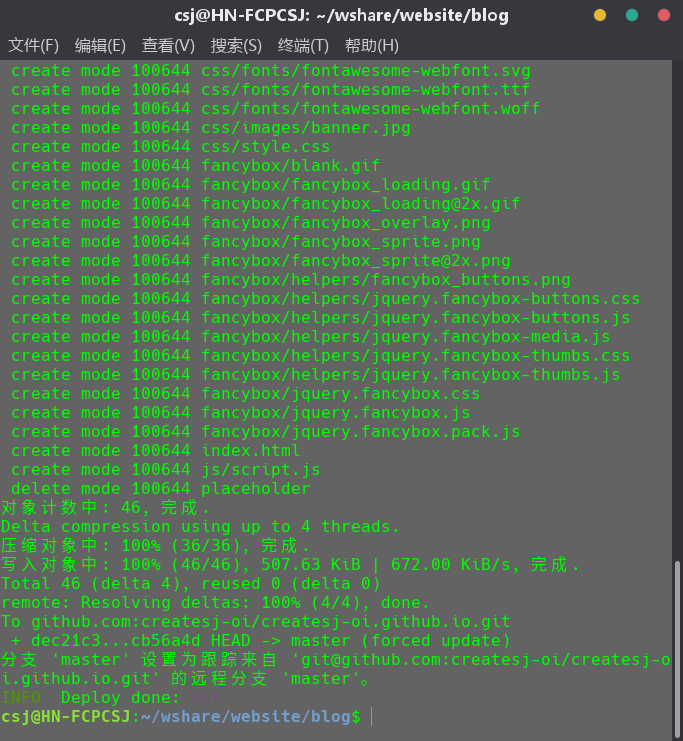 csj@HN-FCPCSJ: ~/wshare/website/blog
文件(F) 编辑(E) 查看(V) 搜索(S) 终端(T) 帮助(H)
create mode 100644 css/fonts/fontawesome-webfont.svg
create mode 100644 css/fonts/fontawesome-webfont.ttf
create mode 100644 css/fonts/fontawesome-webfont.woff
create mode 100644 css/images/banner.jpg
create mode 100644 css/style.css
create mode 100644 fancybox/blank.gif
create mode 100644 fancybox/fancybox_loading.gif
create mode 100644 fancybox/fancybox_loading@2x.gif
create mode 100644 fancybox/fancybox_overlay.png
create mode 100644 fancybox/fancybox_sprite.png
create mode 100644 fancybox/fancybox_sprite@2x.png
create mode 100644 fancybox/helpers/fancybox_buttons.png
create mode 100644 fancybox/helpers/jquery.fancybox-buttons.css
create mode 100644 fancybox/helpers/jquery.fancybox-buttons.js
create mode 100644 fancybox/helpers/jquery.fancybox-media.js
create mode 100644 fancybox/helpers/jquery.fancybox-thumbs.css
create mode 100644 fancybox/helpers/jquery.fancybox-thumbs.js
create mode 100644 fancybox/jquery.fancybox.css
create mode 100644 fancybox/jquery.fancybox.js
create mode 100644 fancybox/jquery.fancybox.pack.js
create mode 100644 index.html
create mode 100644 js/script.js
delete mode 100644 placeholder
对象计数中: 46, 完成.
Delta compression using up to 4 threads.
压缩对象中: 100% (36/36), 完成.
写入对象中: 100% (46/46), 507.63 KiB | 672.00 KiB/s, 完成.
Total 46 (delta 4), reused 0 (delta 0)
remote: Resolving deltas: 100% (4/4), done.
To github.com:createsj-oi/createsj-oi.github.io.git
+ dec21c3...cb56a4d HEAD -> master (forced update)
分支 'master' 设置为跟踪来自 'git@github.com:createsj-oi/createsj-o
i.github.io.git' 的远程分支 'master'。
INFO  Deploy done:
csj@HN-FCPCSJ:~/wshare/website/blog$